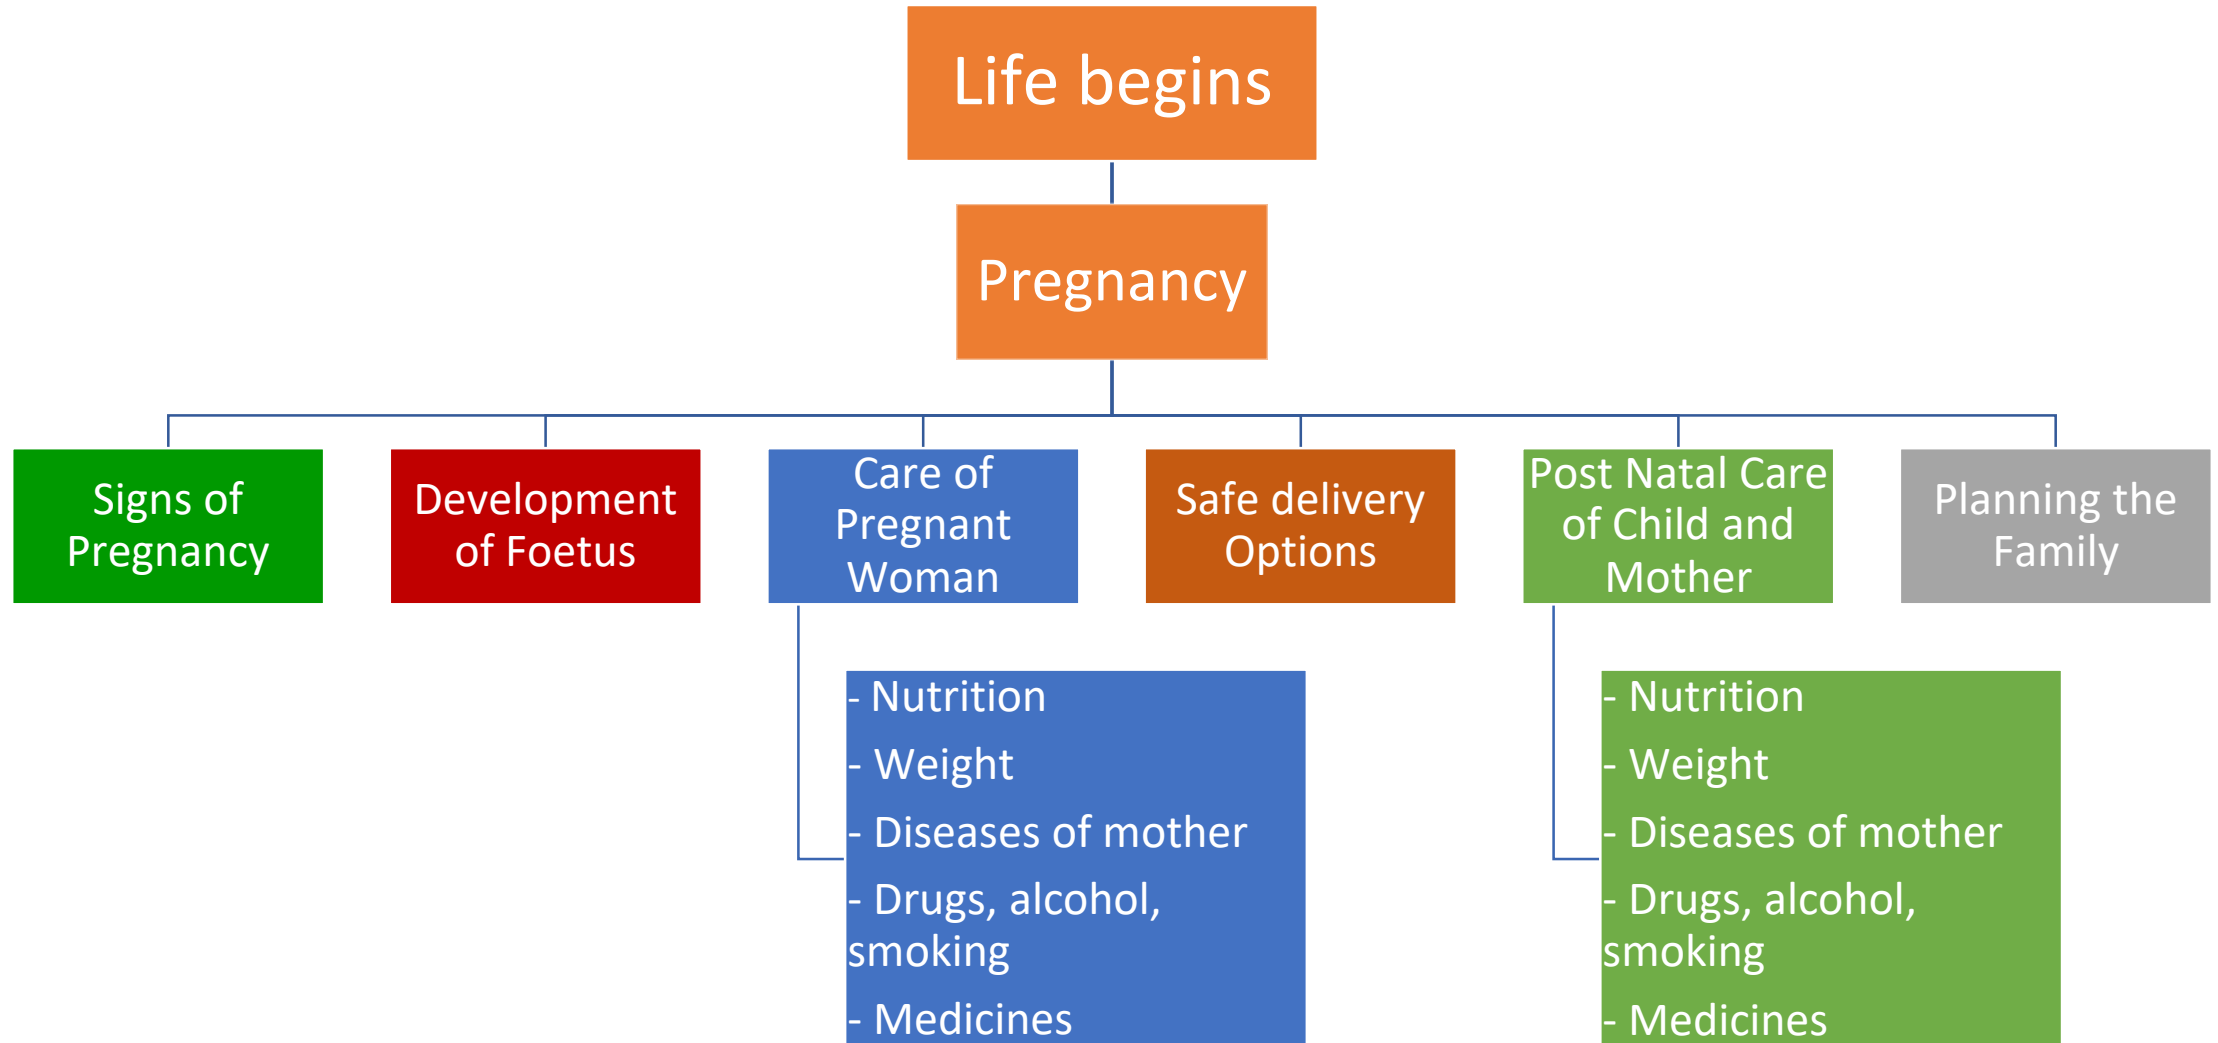 Life begins
Pregnancy
Signs of
Pregnancy
Development
of Foetus
Care of
Pregnant
Woman
Safe delivery
Options
Post Natal Care
of Child and
Mother
Planning the
Family
- Nutrition
- Weight
- Diseases of mother
- Drugs, alcohol,
smoking
- Medicines
- Nutrition
- Weight
- Diseases of mother
- Drugs, alcohol,
smoking
- Medicines